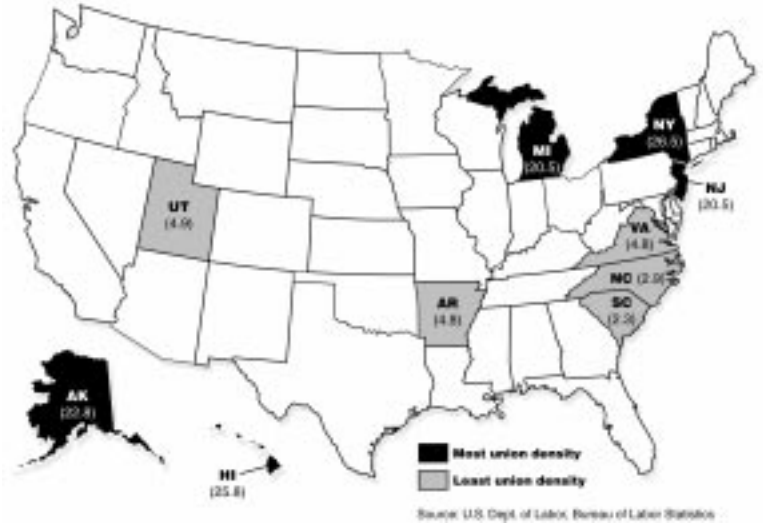 NY
(26.5)
MI
(20.5)
NJ
(20.5)
UT
(4.9)
VA
(4.8)
NC (2.9)
AR
(4.8)
SC
(2.3)
AK
(22.8)
HI
(25.8)
Most union density
Least union density
Source: U.S. Dept. of Labor, Bureau of Labor Statistics